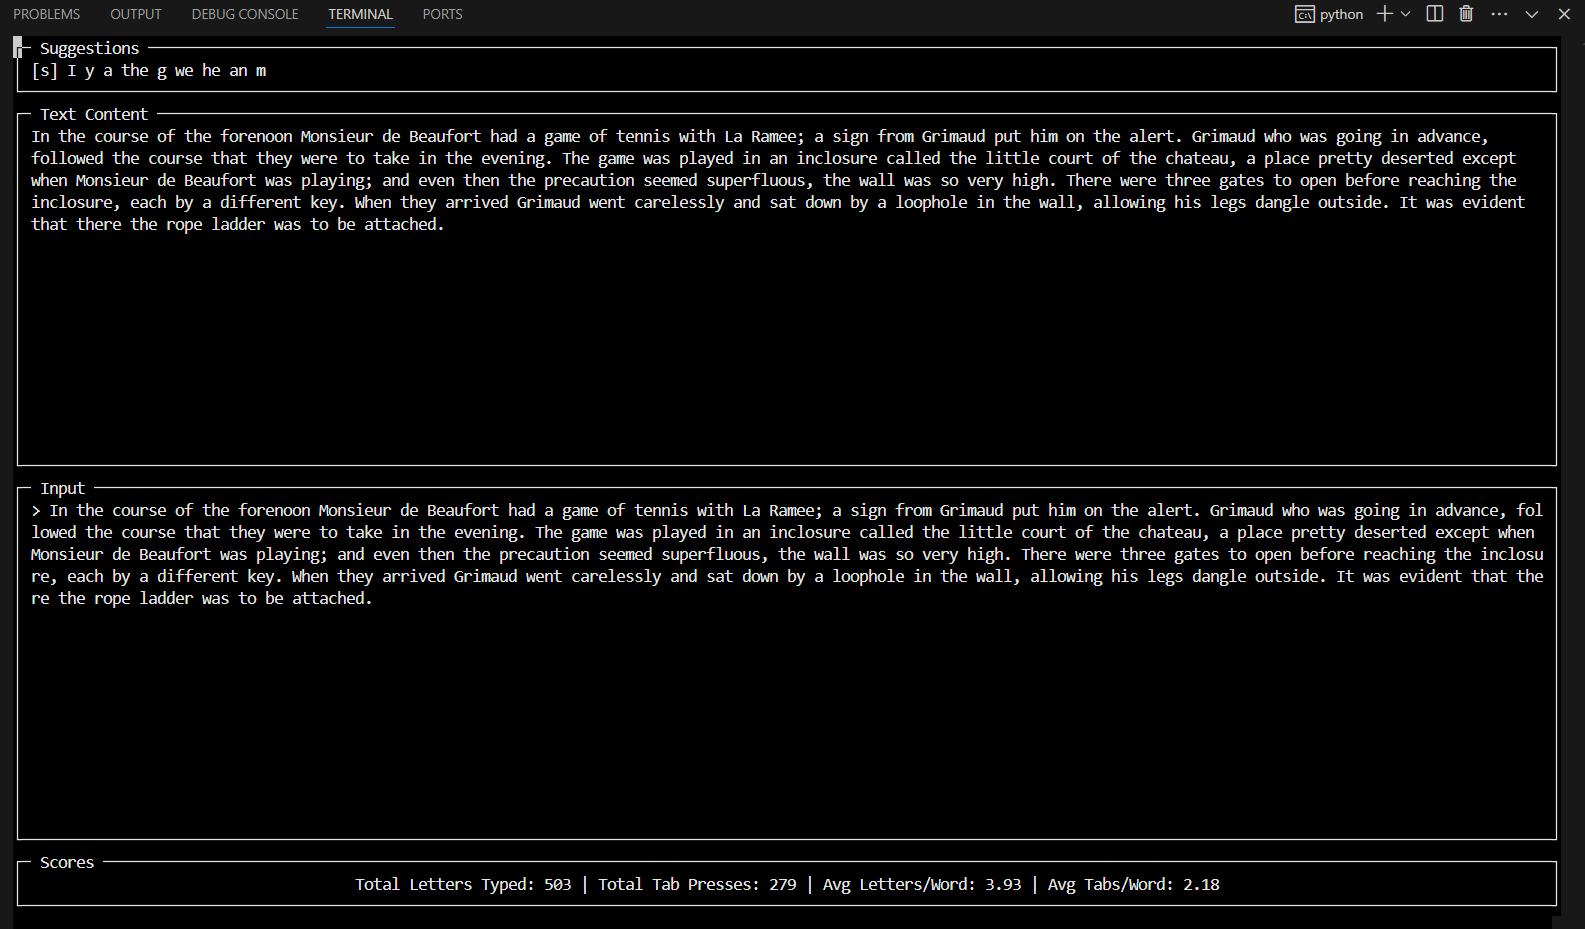 PROBLEMS OUTPUT DEBUG CONSOLE TERMINAL PORTS python
Suggestions
[s] I y a the g we he an m
Text Content
In the course of the forenoon Monsieur de Beaufort had a game of tennis with La Ramee; a sign from Grimaud put him on the alert. Grimaud who was going in advance,
followed the course that they were to take in the evening. The game was played in an inclosure called the little court of the chateau, a place pretty deserted except
when Monsieur de Beaufort was playing; and even then the precaution seemed superfluous, the wall was so very high. There were three gates to open before reaching the
inclosure, each by a different key. When they arrived Grimaud went carelessly and sat down by a loophole in the wall, allowing his legs dangle outside. It was evident
that there the rope ladder was to be attached.
Input
> In the course of the forenoon Monsieur de Beaufort had a game of tennis with La Ramee; a sign from Grimaud put him on the alert. Grimaud who was going in advance, fol
lowed the course that they were to take in the evening. The game was played in an inclosure called the little court of the chateau, a place pretty deserted except when
Monsieur de Beaufort was playing; and even then the precaution seemed superfluous, the wall was so very high. There were three gates to open before reaching the inclosu
re, each by a different key. When they arrived Grimaud went carelessly and sat down by a loophole in the wall, allowing his legs dangle outside. It was evident that the
re the rope ladder was to be attached.
Scores
Total Letters Typed: 503 | Total Tab Presses: 279 | Avg Letters/Word: 3.93 | Avg Tabs/Word: 2.18